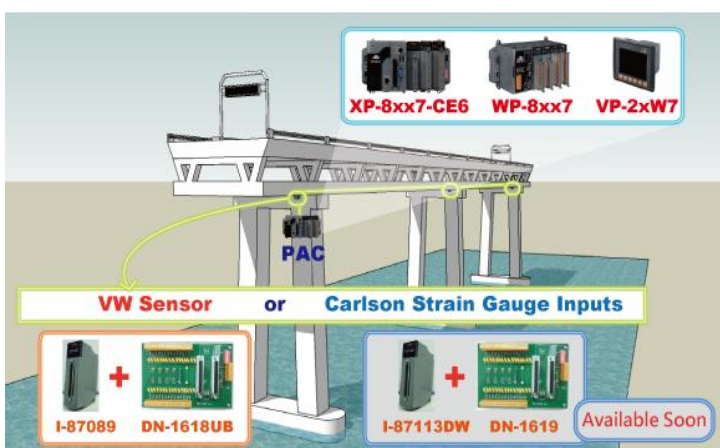 XP-8xx7-CE6 WP-8xx7 VP-2xW7
PAC
VW Sensor or Carlson Strain Gauge Inputs
I-87089 + DN-1618UB
I-87113DW + DN-1619
Available Soon